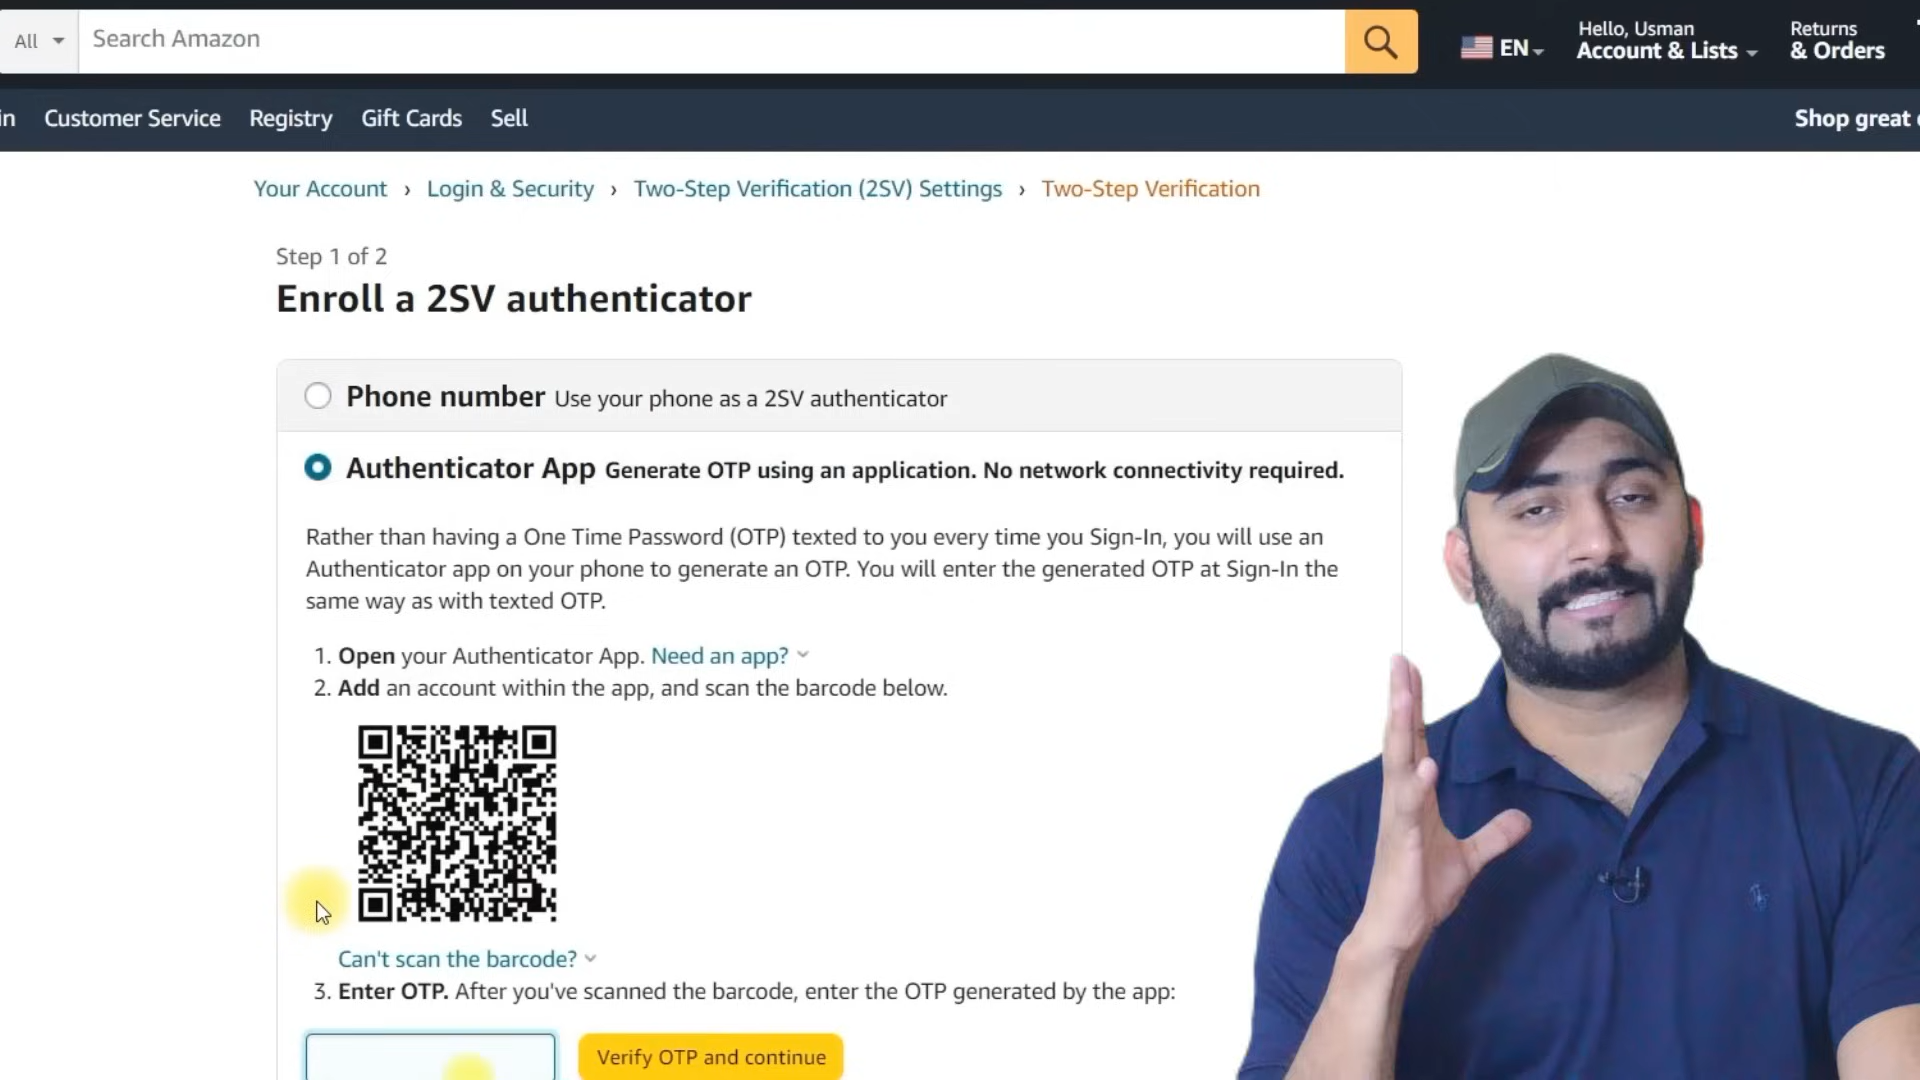 All
Search Amazon
EN
Hello, Usman
Account & Lists
Returns
& Orders
in
Customer Service
Registry
Gift Cards
Sell
Shop great
Your Account › Login & Security › Two-Step Verification (2SV) Settings › Two-Step Verification
Step 1 of 2
Enroll a 2SV authenticator
Phone number Use your phone as a 2SV authenticator
Authenticator App Generate OTP using an application. No network connectivity required.
Rather than having a One Time Password (OTP) texted to you every time you Sign-In, you will use an
Authenticator app on your phone to generate an OTP. You will enter the generated OTP at Sign-In the
same way as with texted OTP.
1. Open your Authenticator App. Need an app?
2. Add an account within the app, and scan the barcode below.
Can't scan the barcode?
3. Enter OTP. After you've scanned the barcode, enter the OTP generated by the app:
Verify OTP and continue